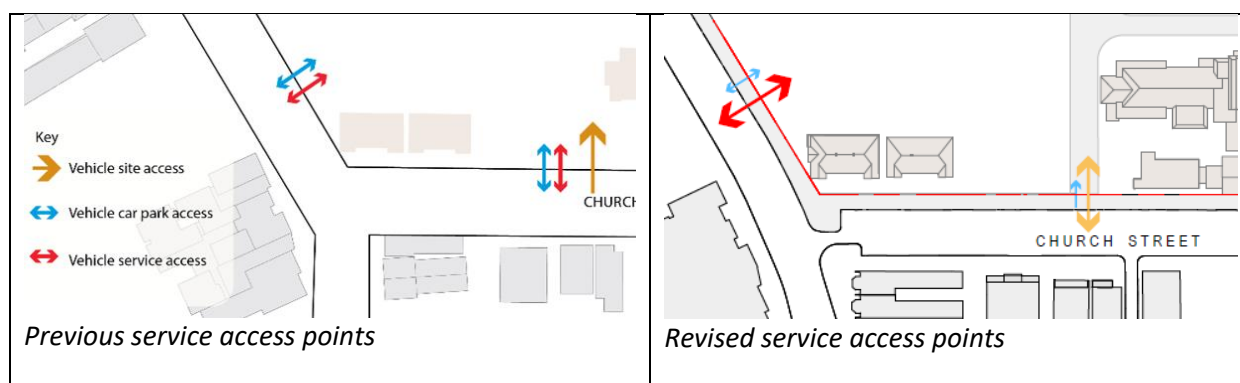 Key
Vehicle site access
Vehicle car park access
Vehicle service access
CHURCH
Previous service access points
CHURCH STREET
Revised service access points